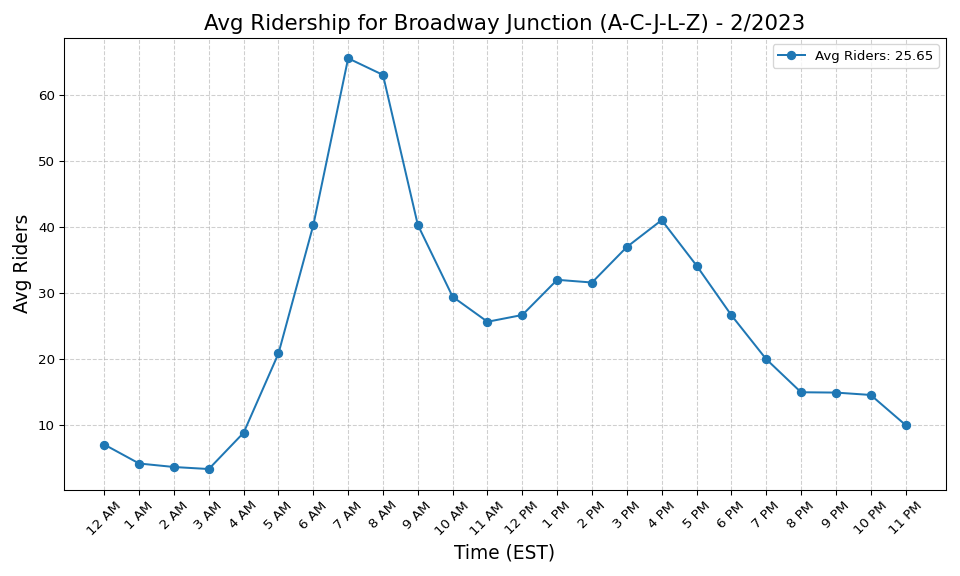 Avg Ridership for Broadway Junction (A-C-J-L-Z) - 2/2023
Avg Riders: 25.65
Avg Riders
60
50
40
30
20
10
12 AM
1 AM
2 AM
3 AM
4 AM
5 AM
6 AM
7 AM
8 AM
9 AM
10 AM
11 AM
12 PM
1 PM
2 PM
3 PM
4 PM
5 PM
6 PM
7 PM
8 PM
9 PM
10 PM
11 PM
Time (EST)